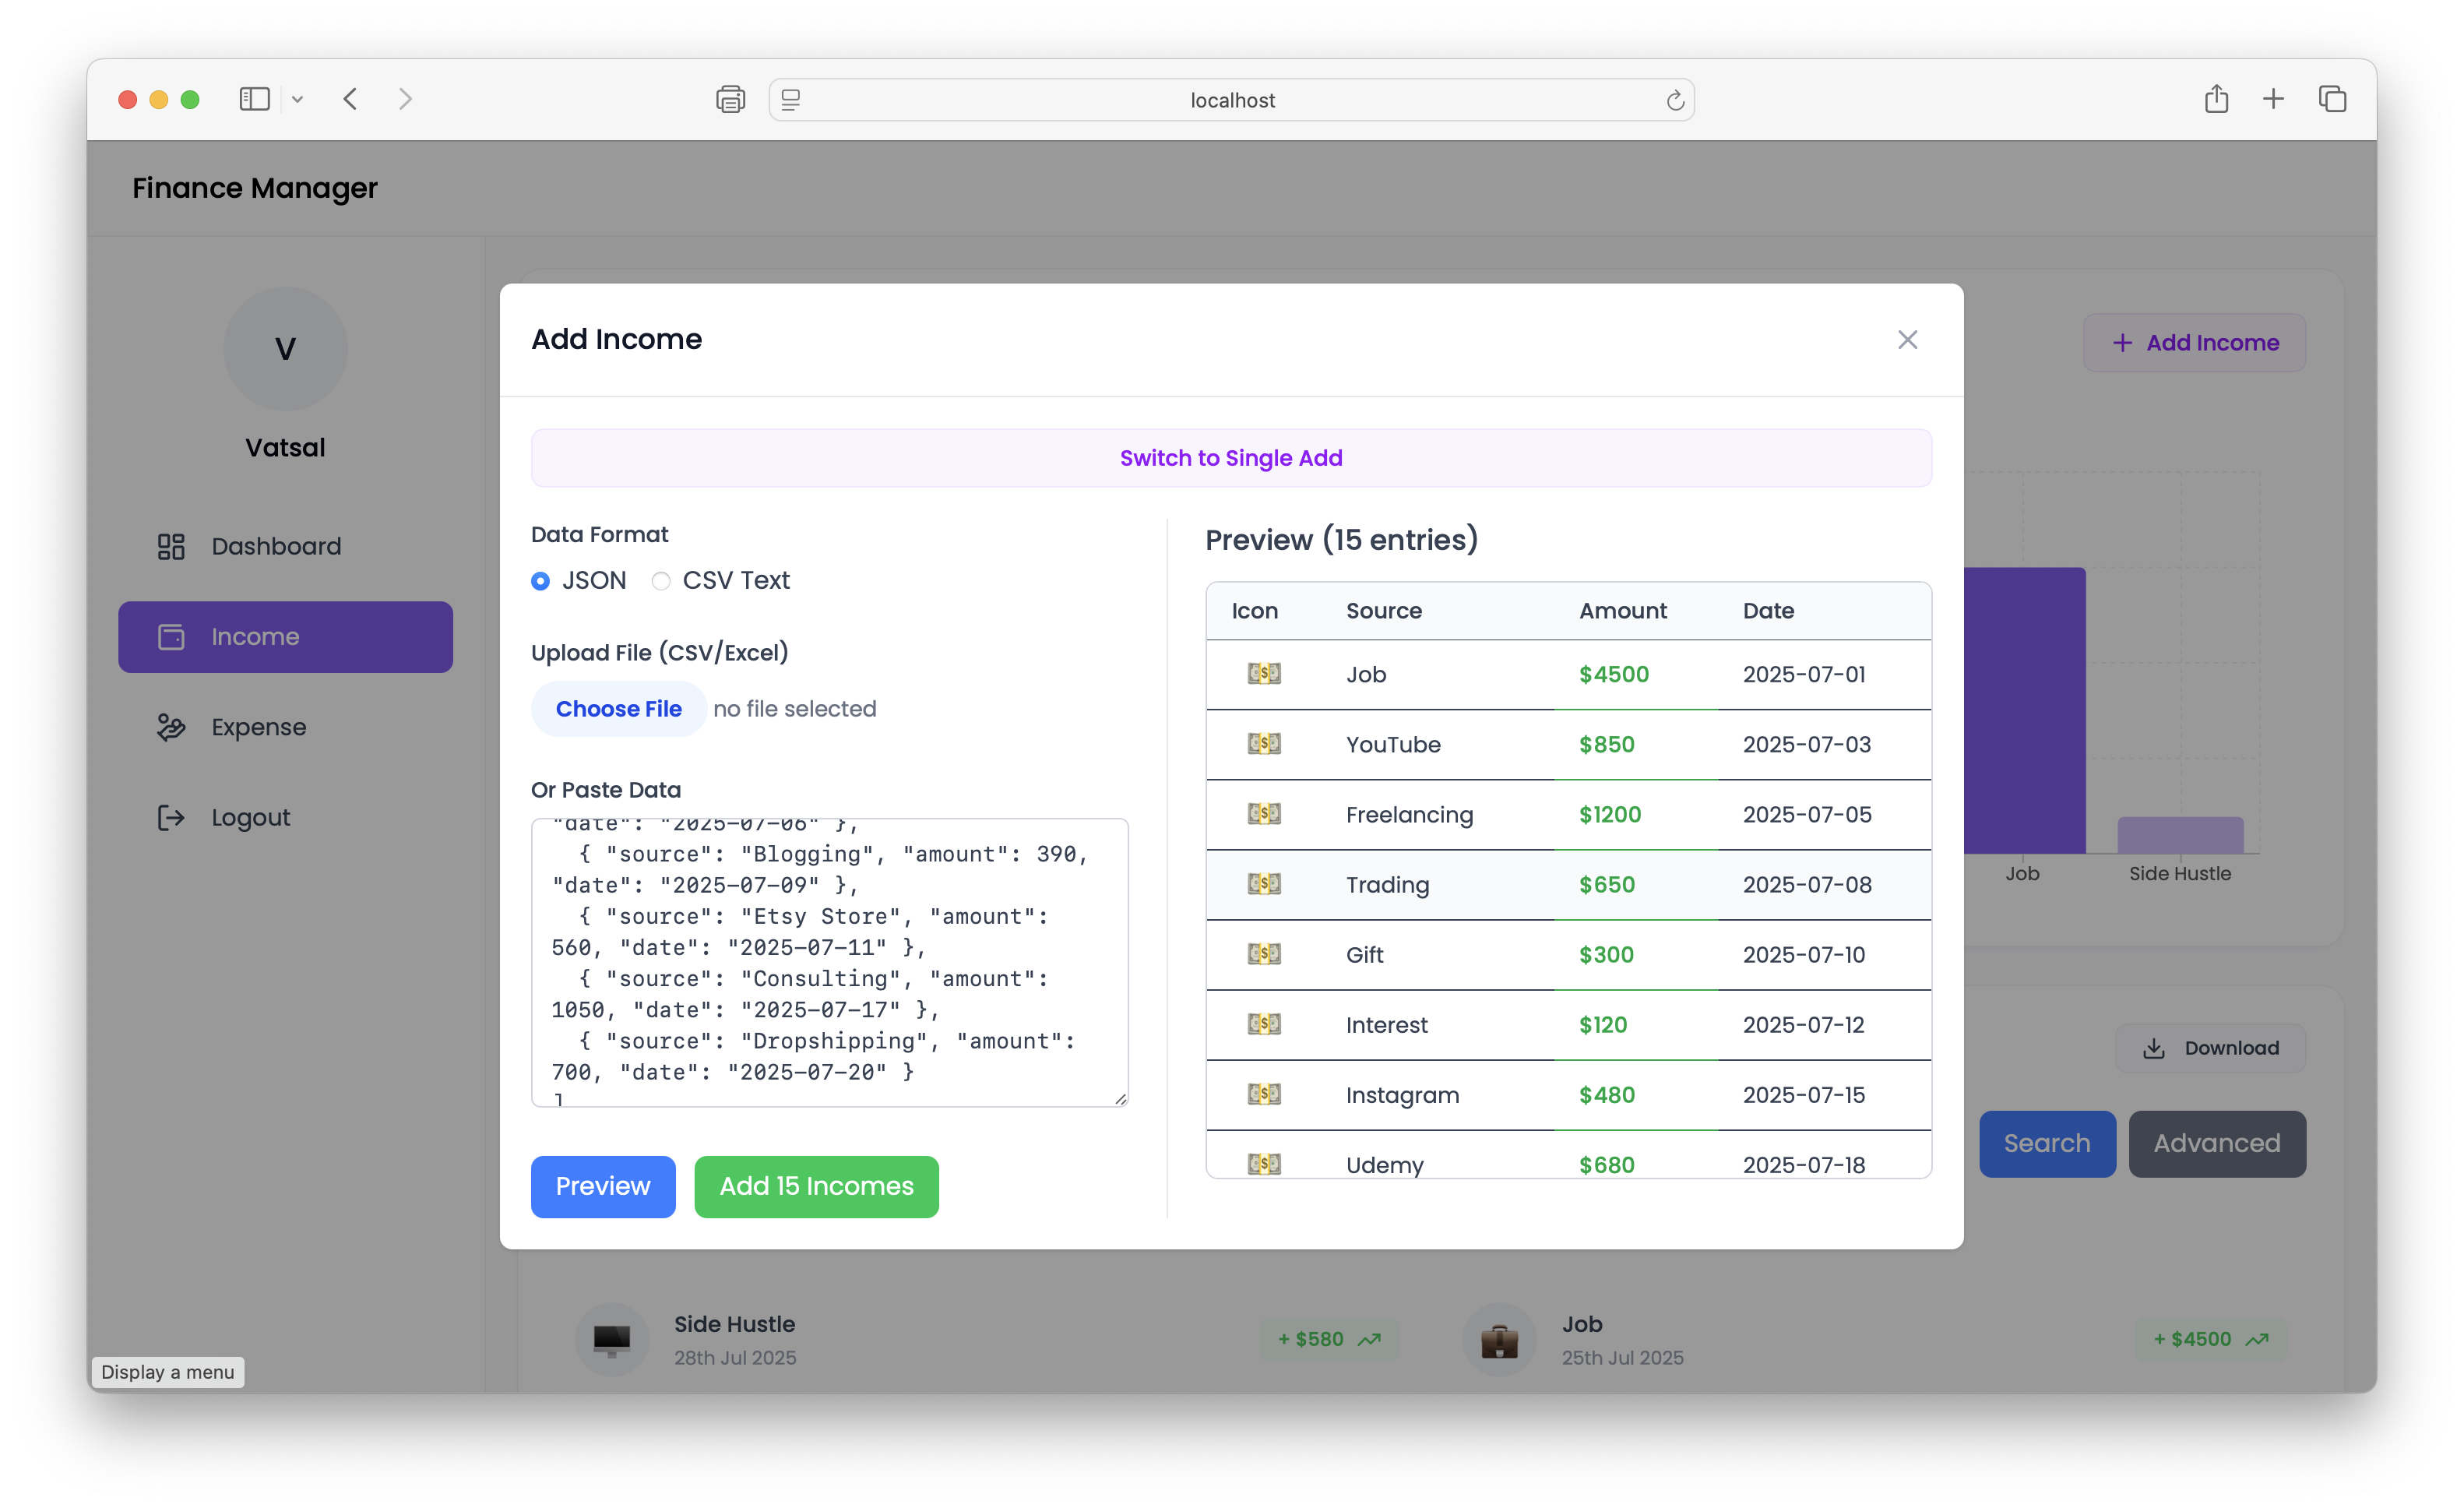 localhost
Finance Manager
V
Vatsal
Dashboard
Income
Expense
Logout
Add Income
Add Income
Switch to Single Add
Data Format
JSON CSV Text
Upload File (CSV/Excel)
Choose File no file selected
Or Paste Data
"date": "2025-07-06" },
{ "source": "Blogging", "amount": 390,
"date": "2025-07-09" },
{ "source": "Etsy Store", "amount":
560, "date": "2025-07-11" },
{ "source": "Consulting", "amount":
1050, "date": "2025-07-17" },
{ "source": "Dropshipping", "amount":
700, "date": "2025-07-20" }
]
Preview
Add 15 Incomes
Preview (15 entries)
Icon Source Amount Date
Job $4500 2025-07-01
YouTube $850 2025-07-03
Freelancing $1200 2025-07-05
Trading $650 2025-07-08
Gift $300 2025-07-10
Interest $120 2025-07-12
Instagram $480 2025-07-15
Udemy $680 2025-07-18
Job Side Hustle
Download
Search Advanced
Side Hustle
28th Jul 2025
+ $580
Job
25th Jul 2025
+ $4500
Display a menu